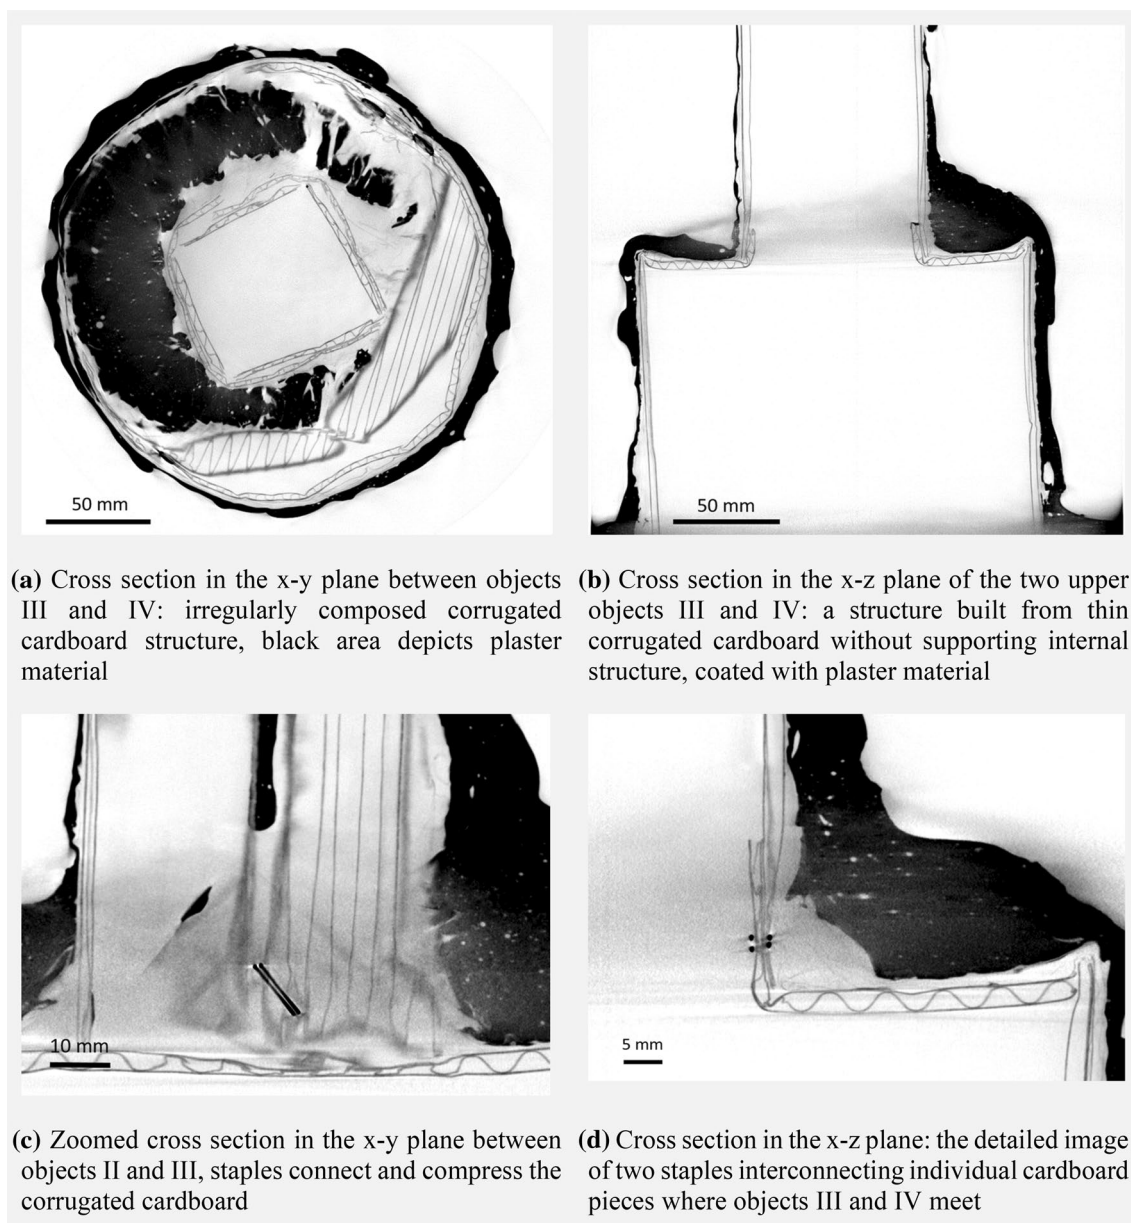 50 mm
50 mm
(a) Cross section in the x-y plane between objects
III and IV: irregularly composed corrugated
cardboard structure, black area depicts plaster
material
(b) Cross section in the x-z plane of the two upper
objects III and IV: a structure built from thin
corrugated cardboard without supporting internal
structure, coated with plaster material
10 mm
5 mm
(c) Zoomed cross section in the x-y plane between
objects II and III, staples connect and compress the
corrugated cardboard
(d) Cross section in the x-z plane: the detailed image
of two staples interconnecting individual cardboard
pieces where objects III and IV meet